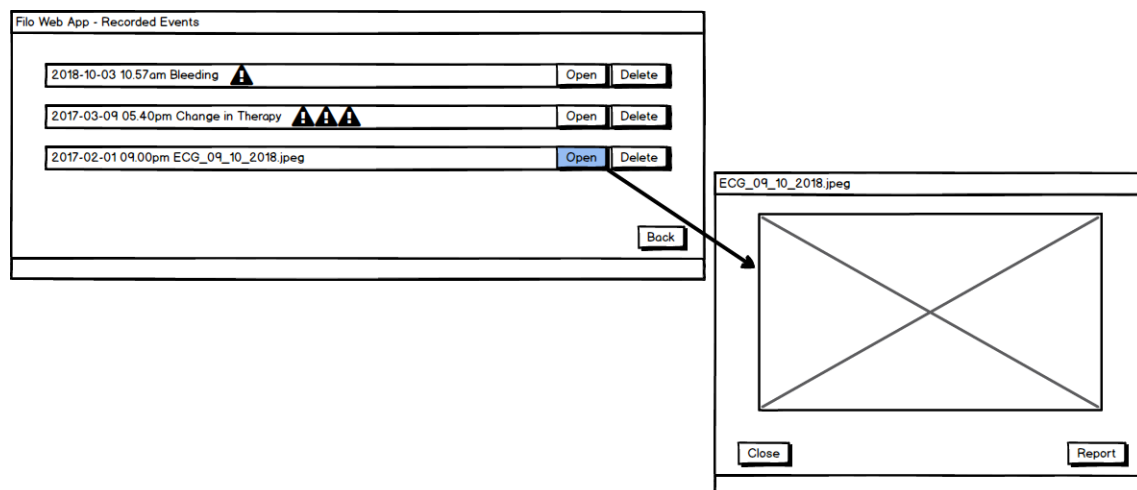 Filo Web App - Recorded Events
2018-10-03 10.57am Bleeding Open Delete
2017-03-09 05.40pm Change in Therapy Open Delete
2017-02-01 09.00pm ECG_09_10_2018.jpeg Open Delete
Back
ECG_09_10_2018.jpeg
Close Report